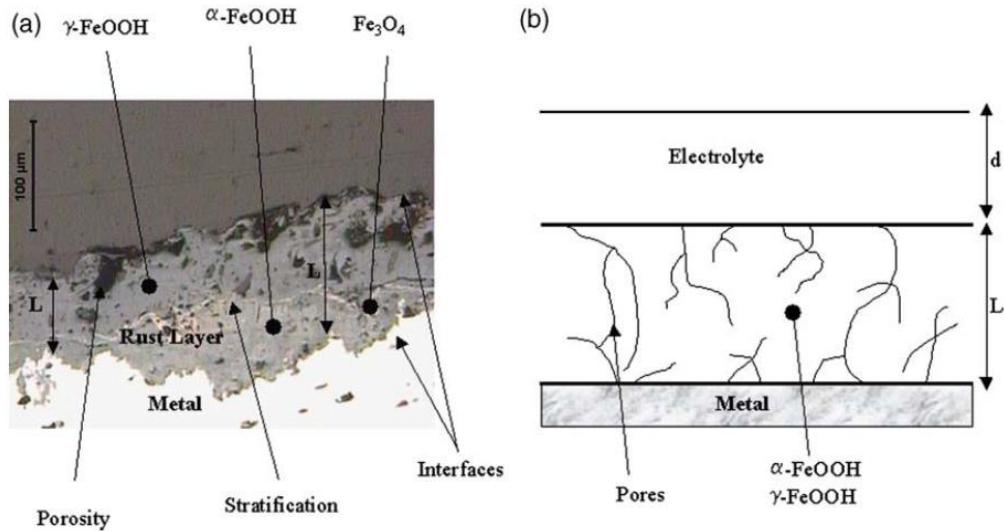 (a)
γ-FeOOH
α-FeOOH
Fe₃O₄
100 µm
L
L
Rust Layer
Metal
Porosity
Stratification
Interfaces
(b)
Electrolyte
d
L
Metal
Pores
α-FeOOH
γ-FeOOH